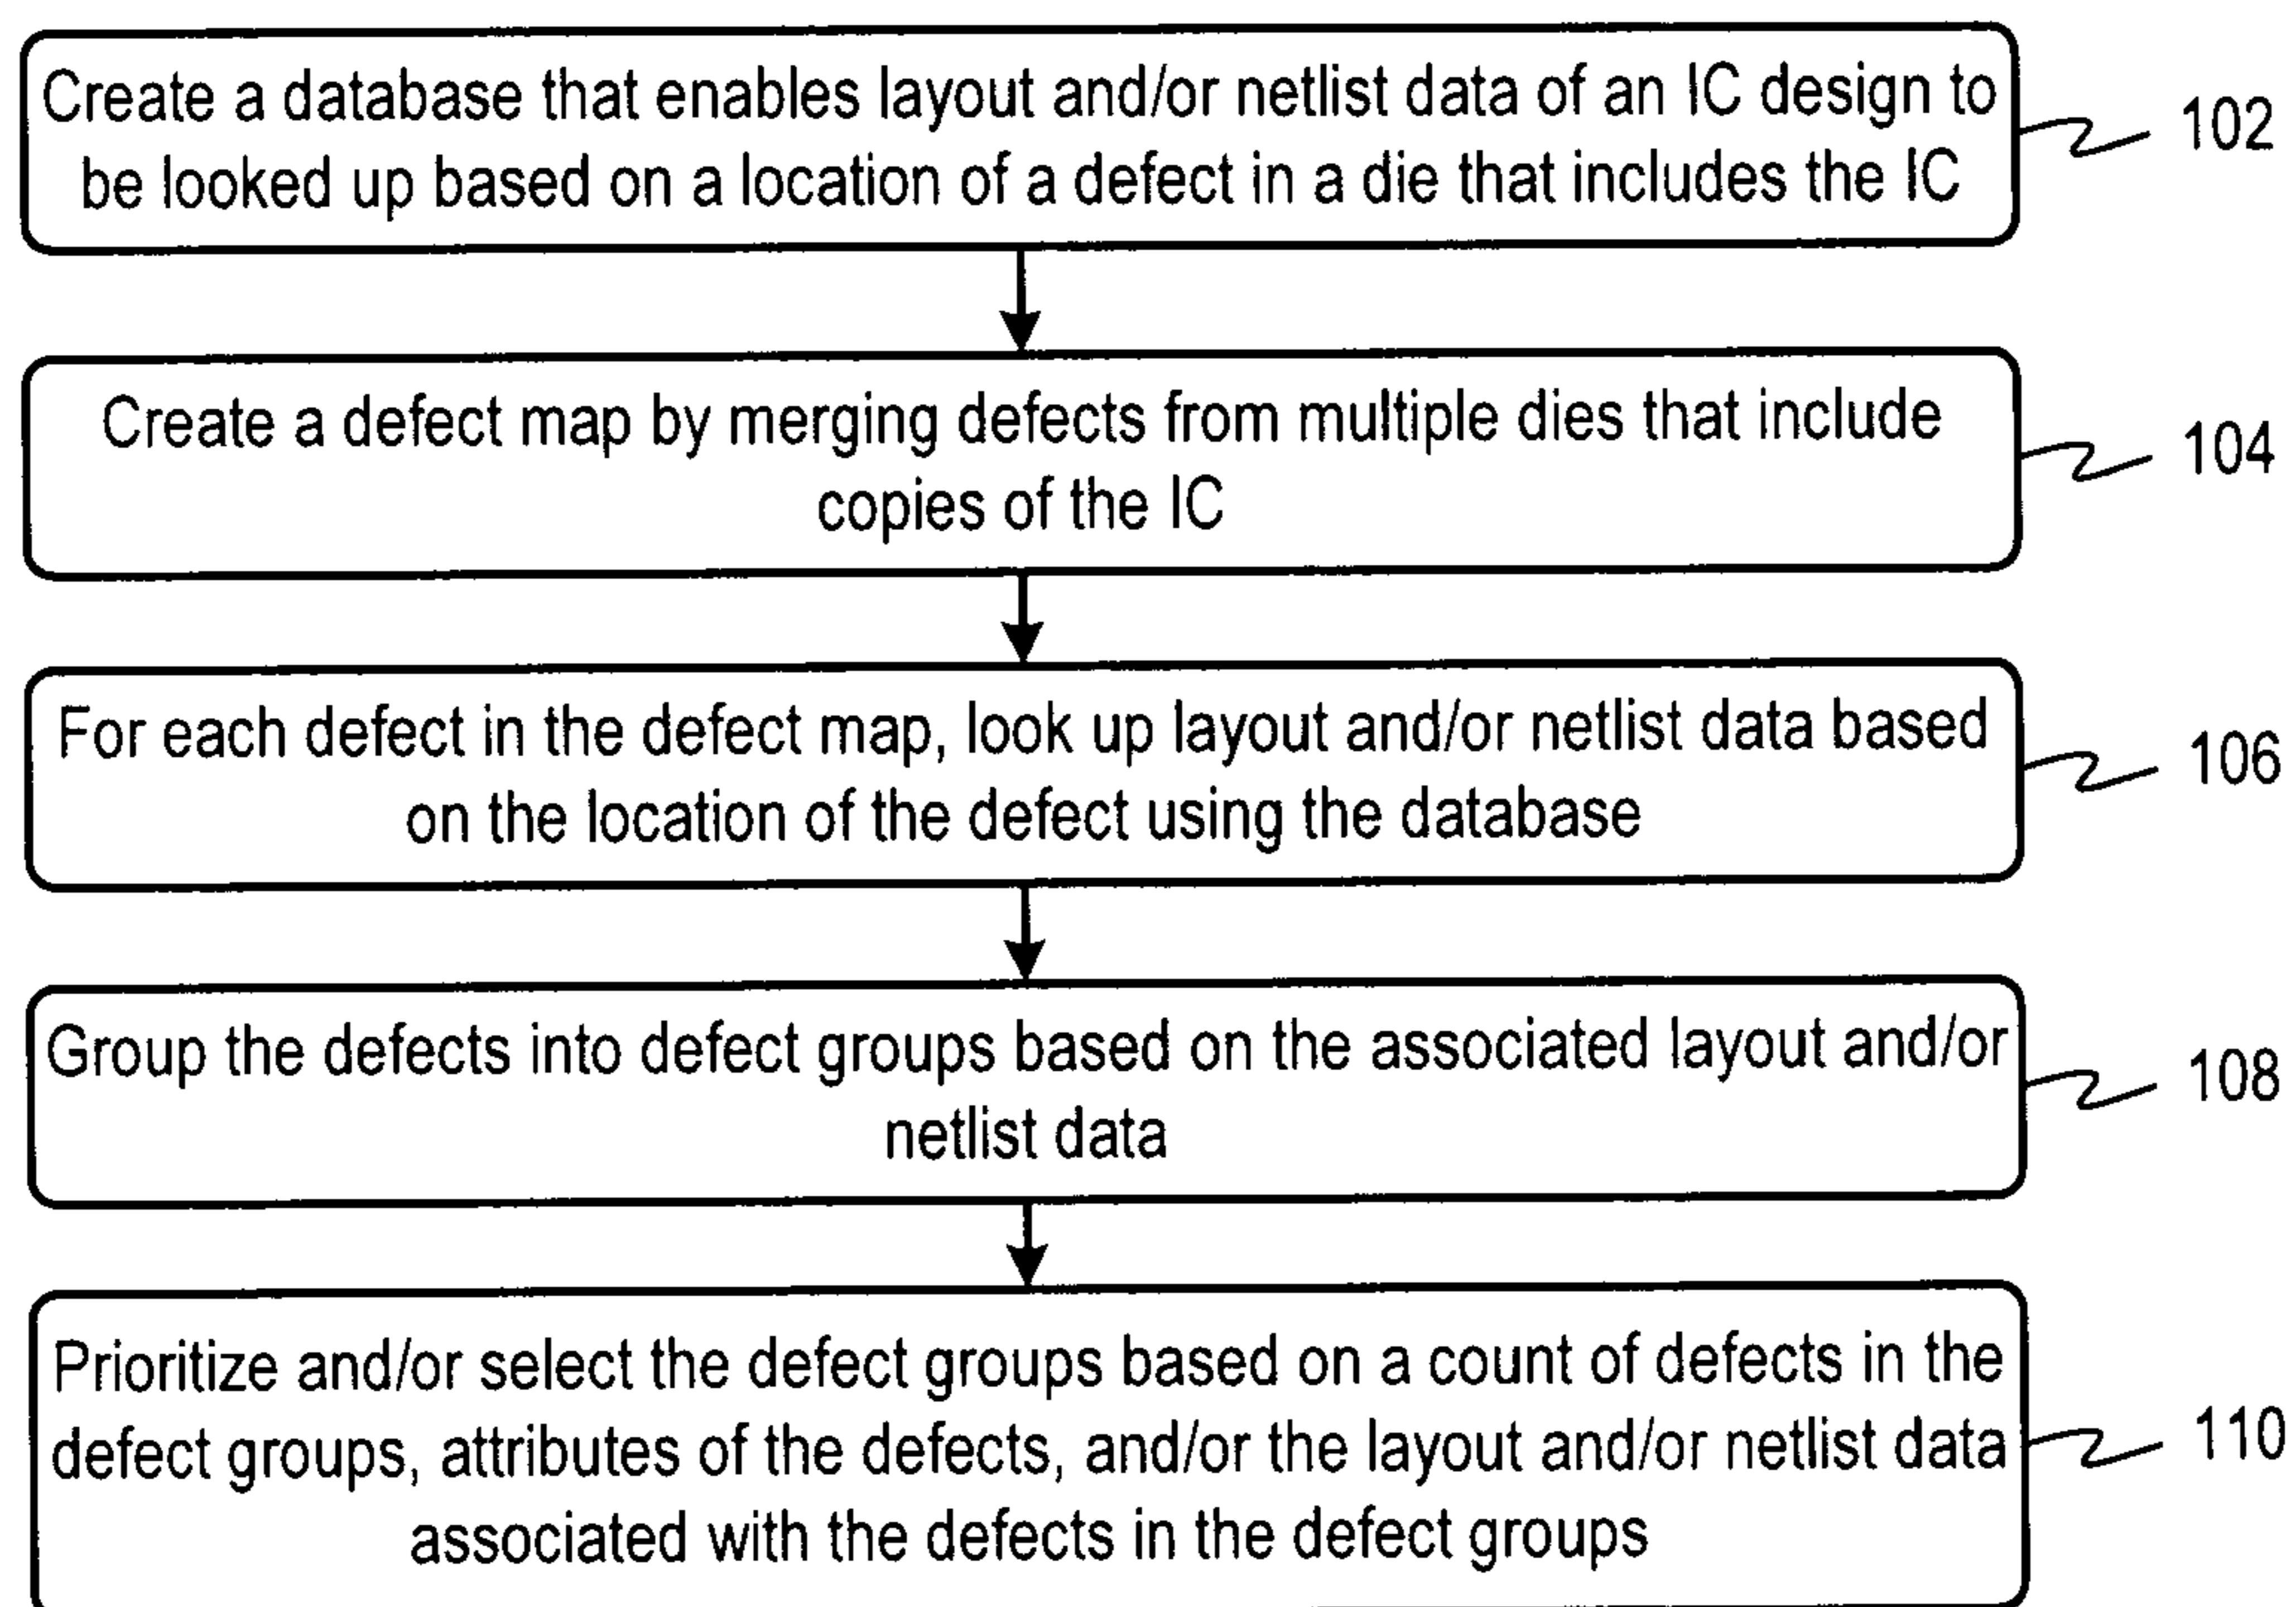 Create a database that enables layout and/or netlist data of an IC design to
be looked up based on a location of a defect in a die that includes the IC
102
Create a defect map by merging defects from multiple dies that include
copies of the IC
104
For each defect in the defect map, look up layout and/or netlist data based
on the location of the defect using the database
106
Group the defects into defect groups based on the associated layout and/or
netlist data
108
Prioritize and/or select the defect groups based on a count of defects in the
defect groups, attributes of the defects, and/or the layout and/or netlist data
associated with the defects in the defect groups
110